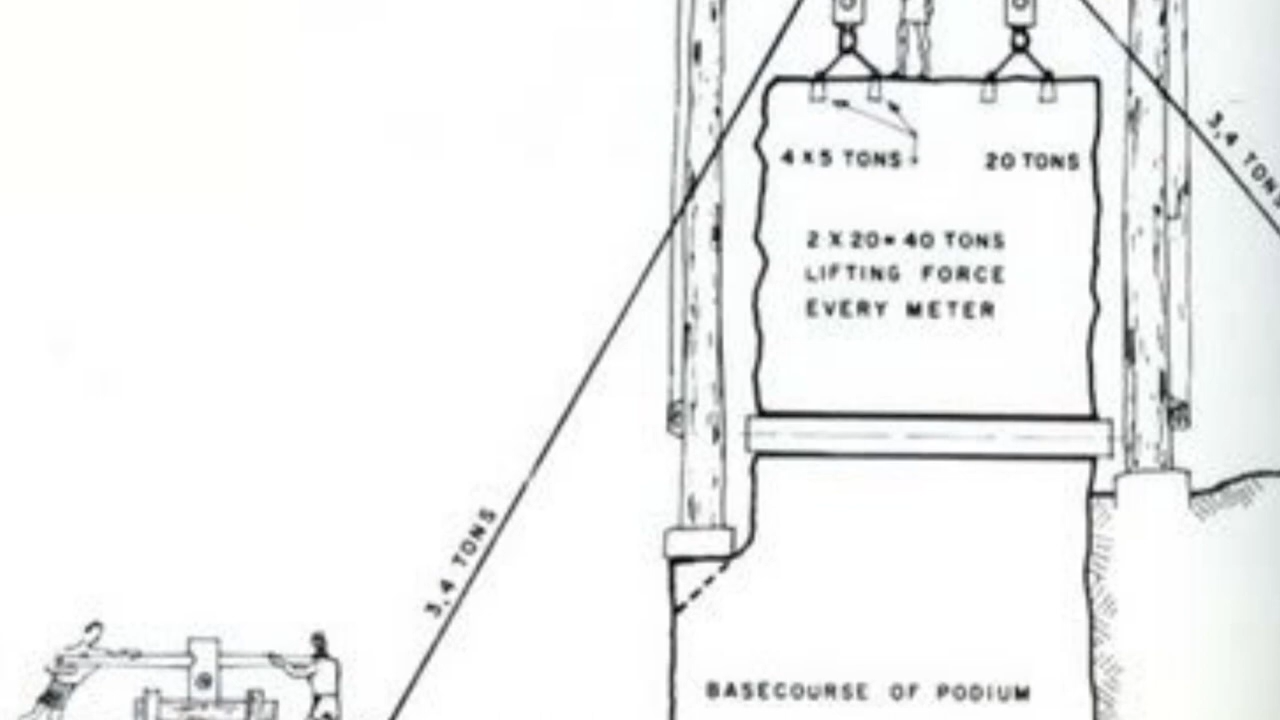 3,4 TONS
4 X 5 TONS
20 TONS
2 X 20 = 40 TONS
LIFTING FORCE
EVERY METER
3,4 TONS
BASECOURSE OF PODIUM